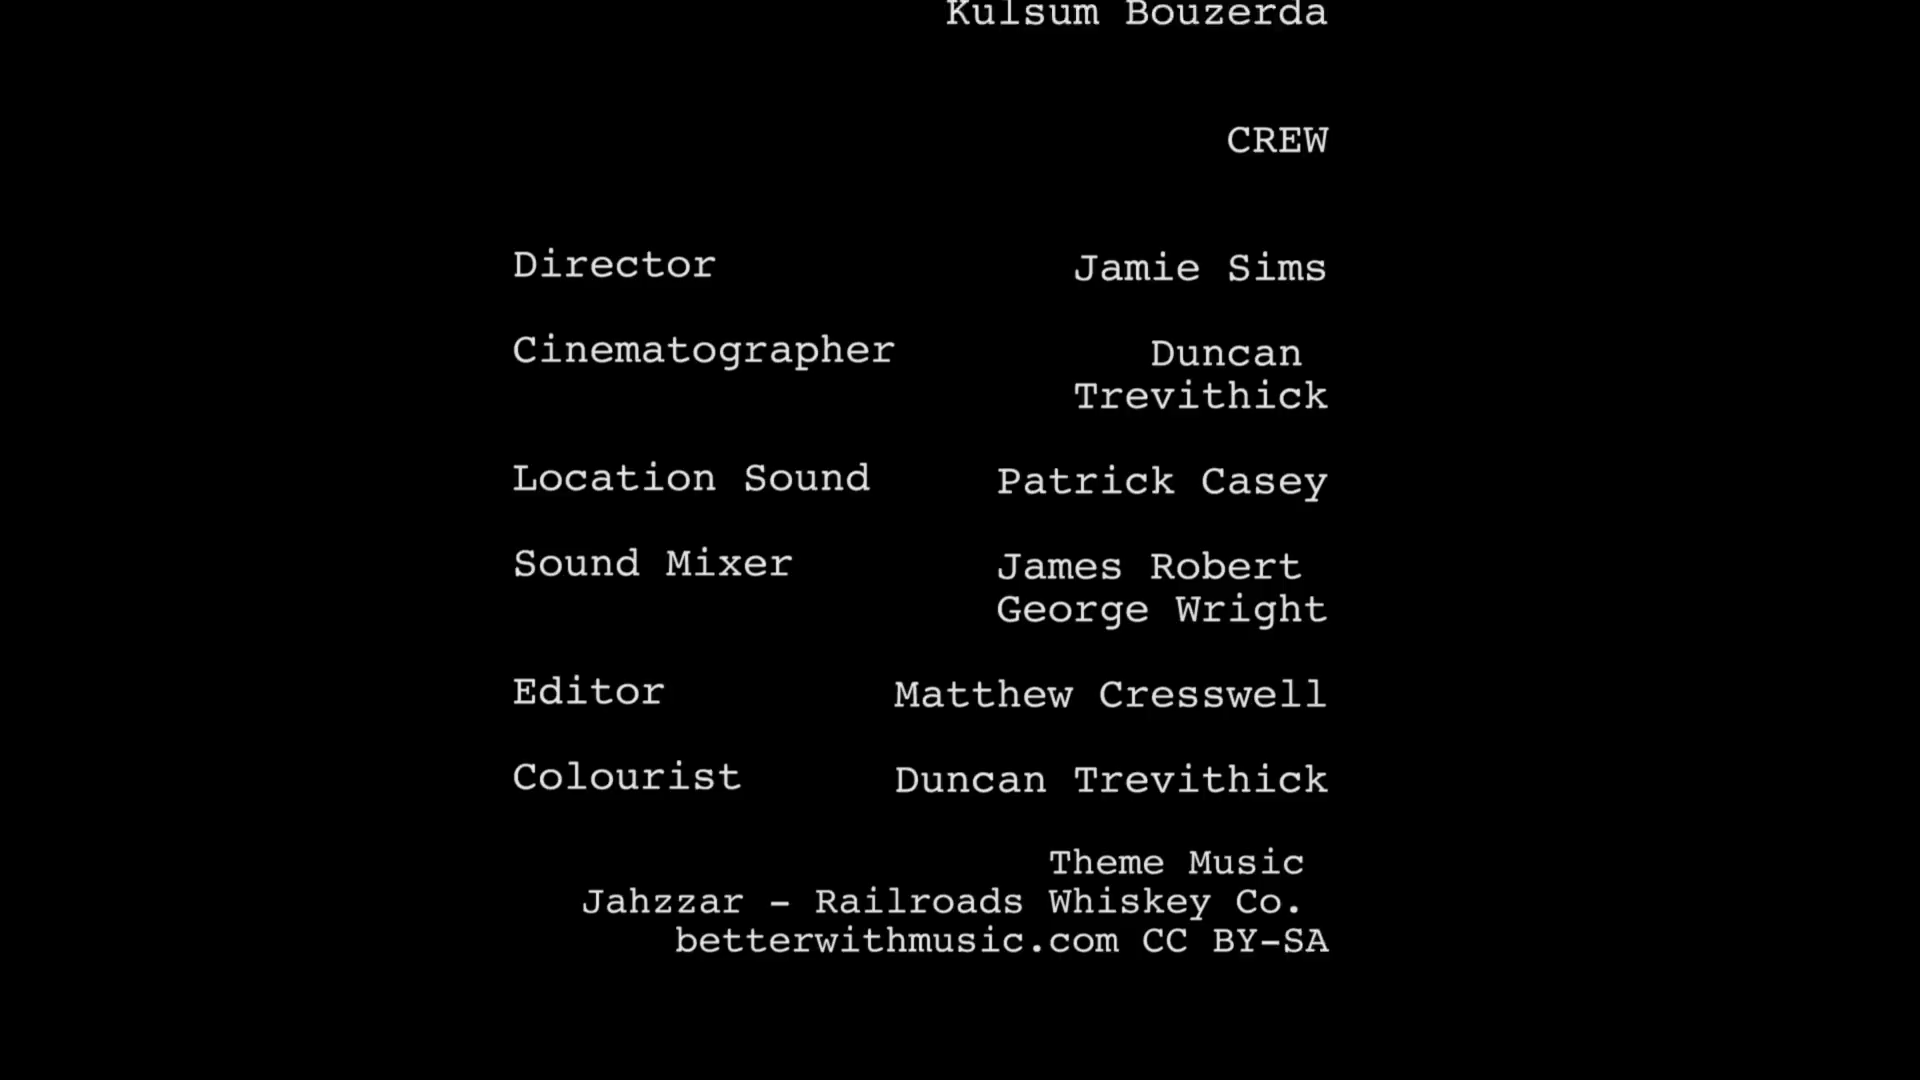 Kulsum Bouzerda
CREW
Director Jamie Sims
Cinematographer Duncan
Trevithick
Location Sound Patrick Casey
Sound Mixer James Robert
George Wright
Editor Matthew Cresswell
Colourist Duncan Trevithick
Theme Music
Jahzzar - Railroads Whiskey Co.
betterwithmusic.com CC BY-SA